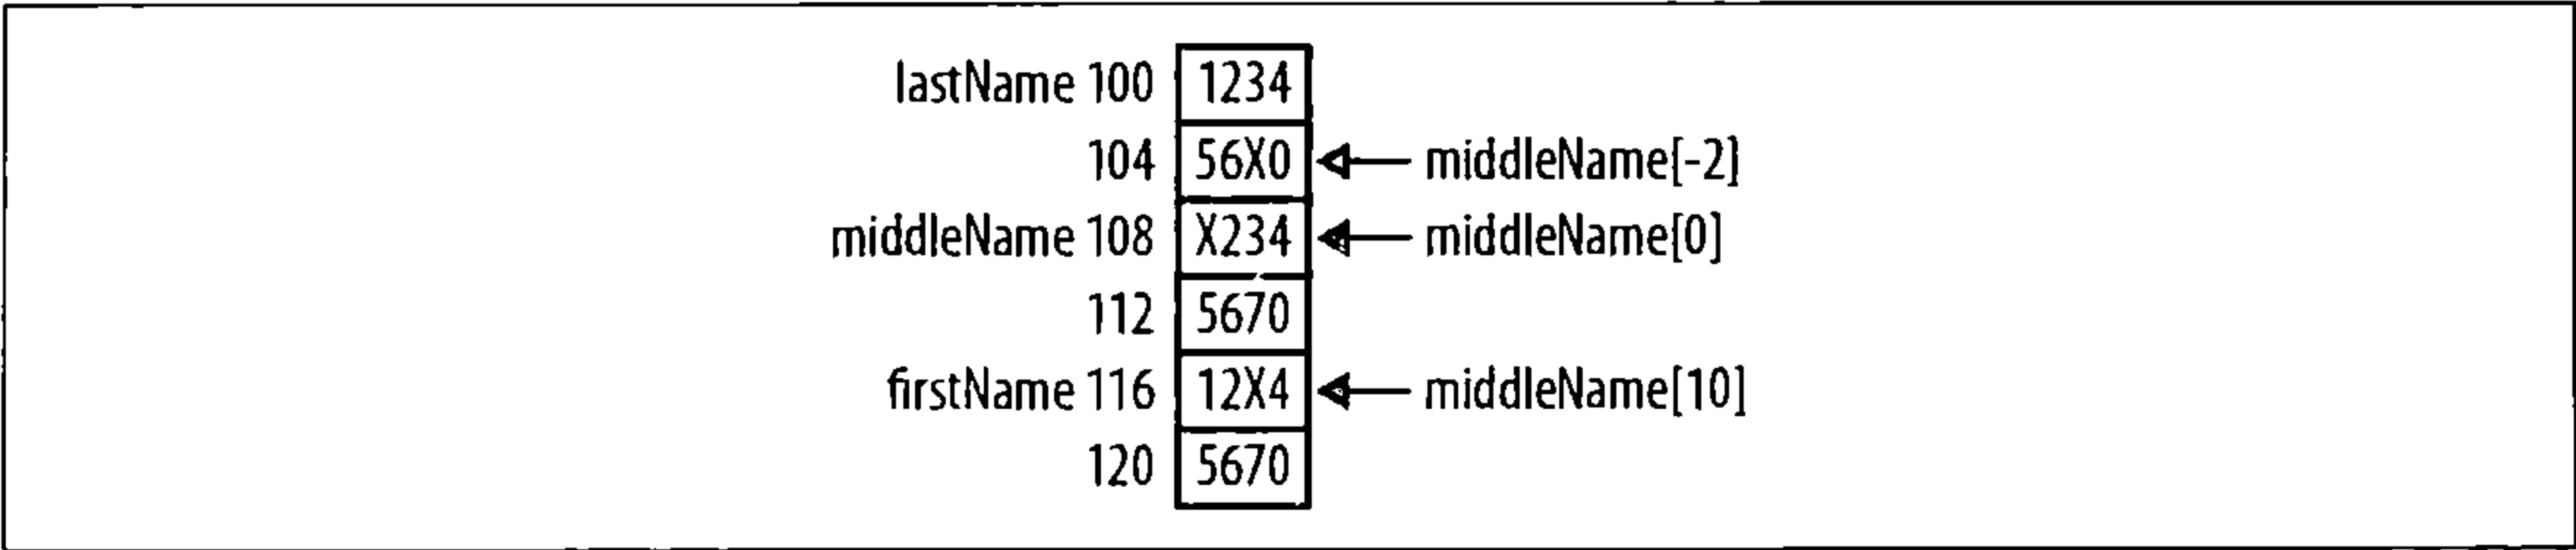 lastName 100 1234
104 56X0 middleName[-2]
middleName 108 X234 middleName[0]
112 5670
firstName 116 12X4 middleName[10]
120 5670